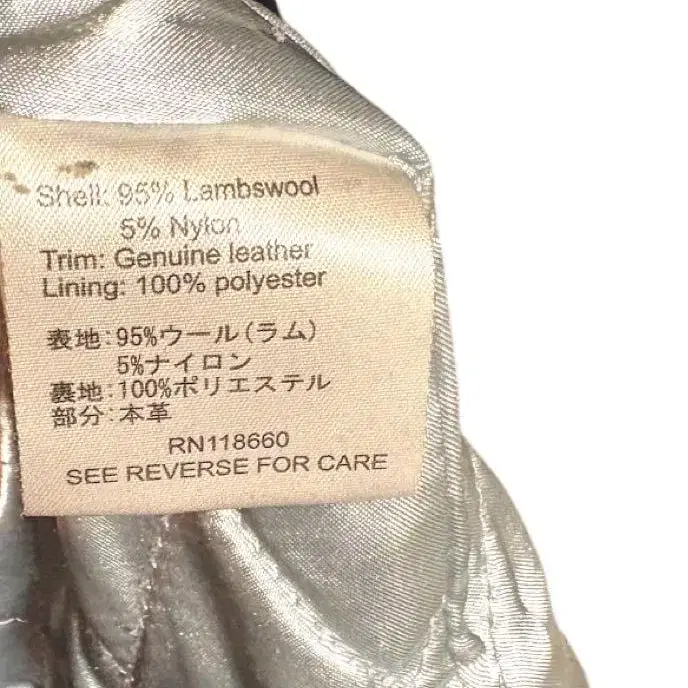 Shell: 95% Lambswool
5% Nylon
Trim: Genuine leather
Lining: 100% polyester
表地:95%ウール(ラム)
5%ナイロン
裏地:100%ポリエステル
部分:本革
RN118660
SEE REVERSE FOR CARE